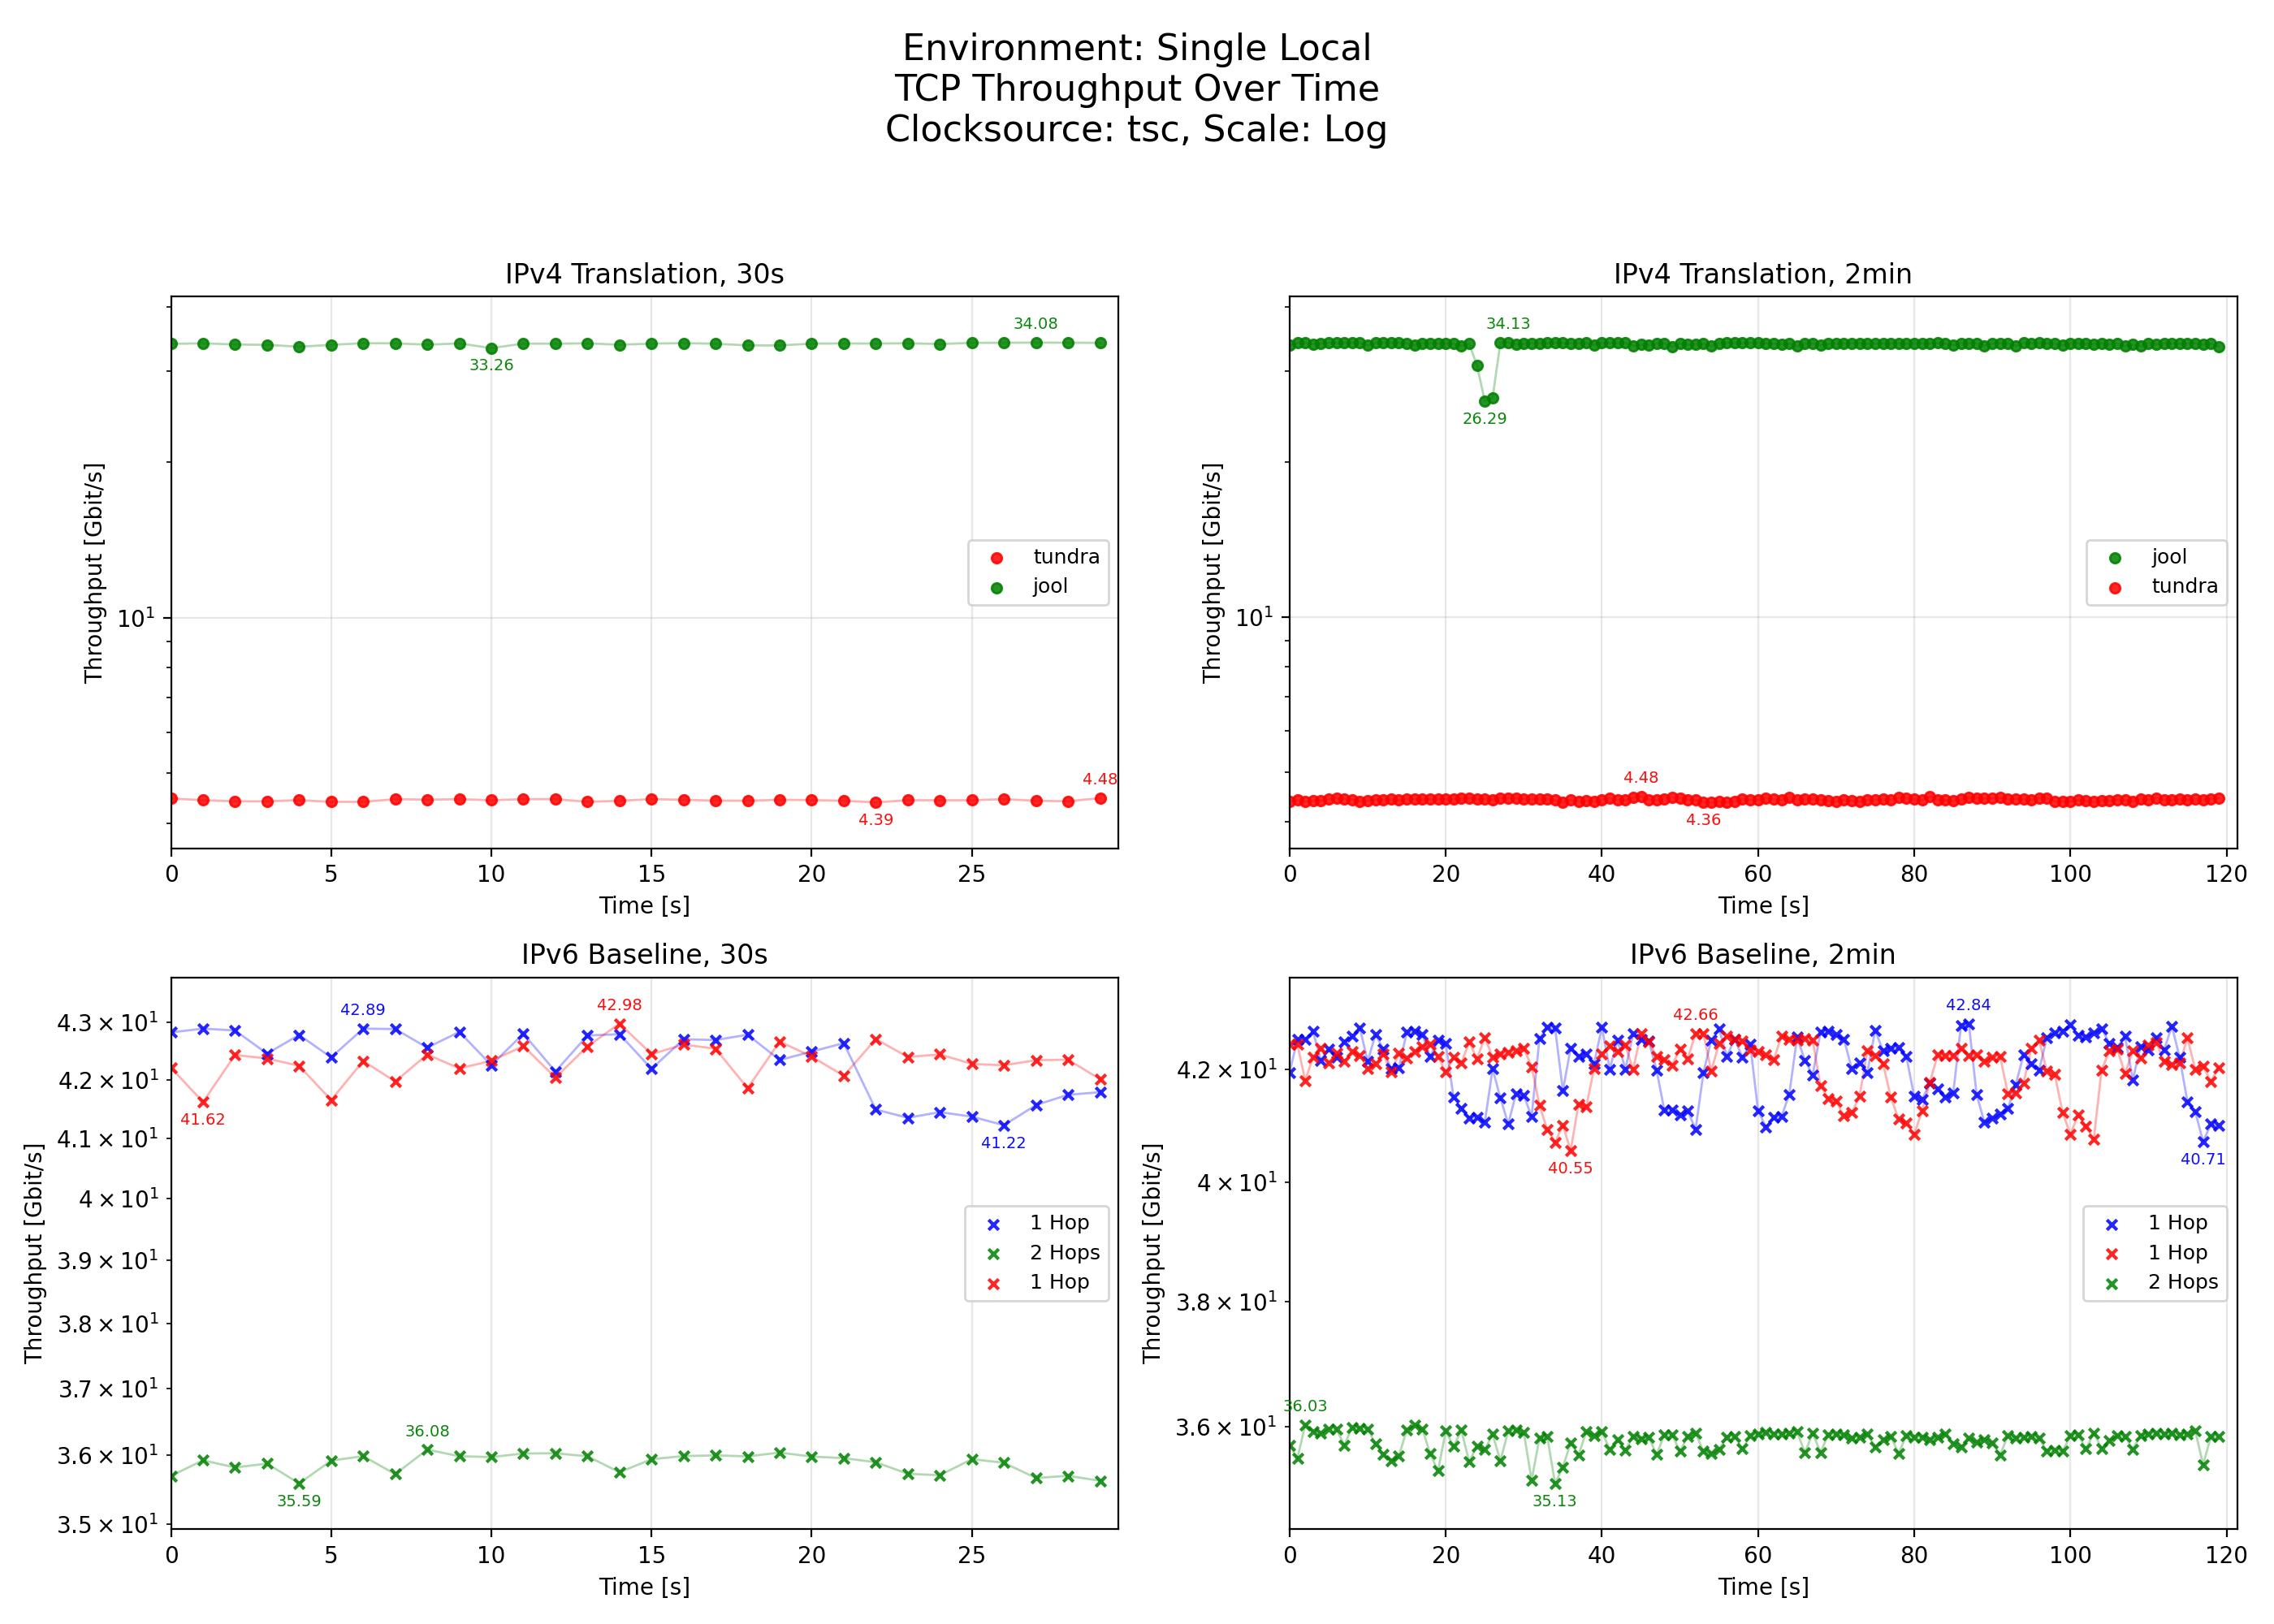 Environment: Single Local
TCP Throughput Over Time
Clocksource: tsc, Scale: Log
IPv4 Translation, 30s
Throughput [Gbit/s]
10¹
34.08
33.26
4.48
4.39
tundra
jool
0 5 10 15 20 25
Time [s]
IPv4 Translation, 2min
Throughput [Gbit/s]
10¹
34.13
26.29
4.48
4.36
jool
tundra
0 20 40 60 80 100 120
Time [s]
IPv6 Baseline, 30s
Throughput [Gbit/s]
4.3 × 10¹
4.2 × 10¹
4.1 × 10¹
4 × 10¹
3.9 × 10¹
3.8 × 10¹
3.7 × 10¹
3.6 × 10¹
3.5 × 10¹
42.89
42.98
41.62
41.22
36.08
35.59
1 Hop
2 Hops
1 Hop
0 5 10 15 20 25
Time [s]
IPv6 Baseline, 2min
Throughput [Gbit/s]
4.2 × 10¹
4 × 10¹
3.8 × 10¹
3.6 × 10¹
42.66
42.84
40.55
40.71
36.03
35.13
1 Hop
1 Hop
2 Hops
0 20 40 60 80 100 120
Time [s]